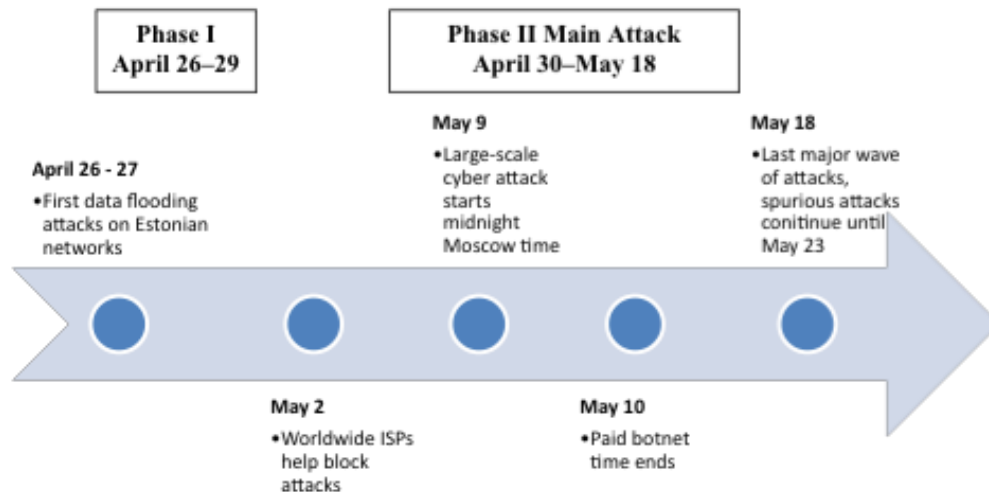 Phase I
April 26–29
Phase II Main Attack
April 30–May 18
April 26 - 27
•First data flooding
attacks on Estonian
networks
May 2
•Worldwide ISPs
help block
attacks
May 9
•Large-scale
cyber attack
starts
midnight
Moscow time
May 10
•Paid botnet
time ends
May 18
•Last major wave
of attacks,
spurious attacks
conitinue until
May 23